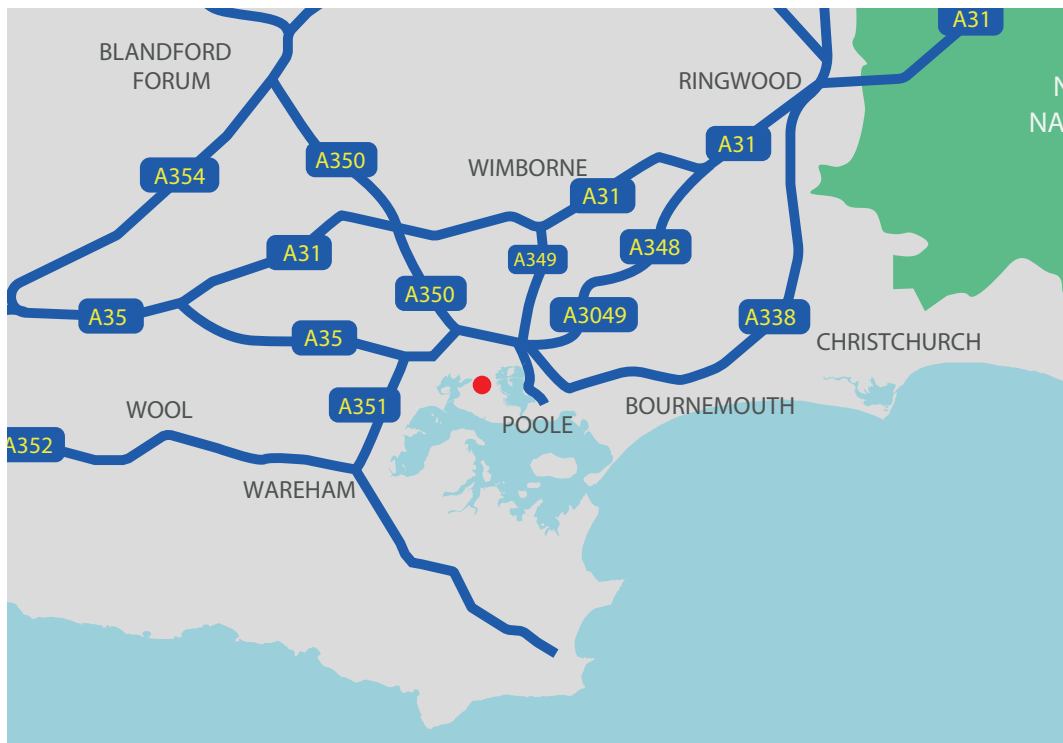 A31
BLANDFORD
FORUM
RINGWOOD
N
NA
A31
A350
WIMBORNE
A354
A31
A31
A348
A349
A350
A35
A3049
A338
A35
CHRISTCHURCH
A351
WOOL
BOURNEMOUTH
POOLE
A352
WAREHAM